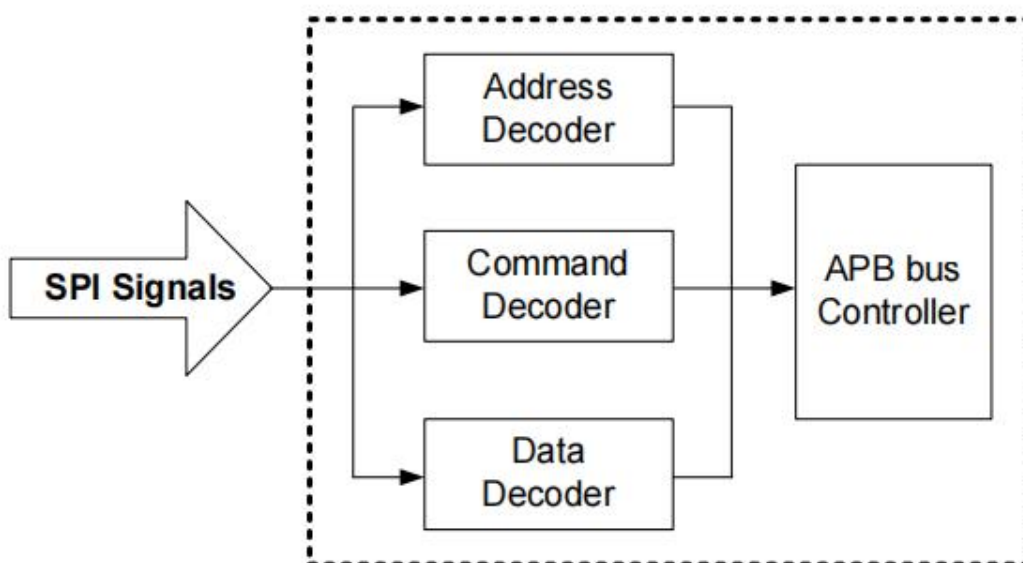 Address
Decoder
SPI Signals
Command
Decoder
APB bus
Controller
Data
Decoder